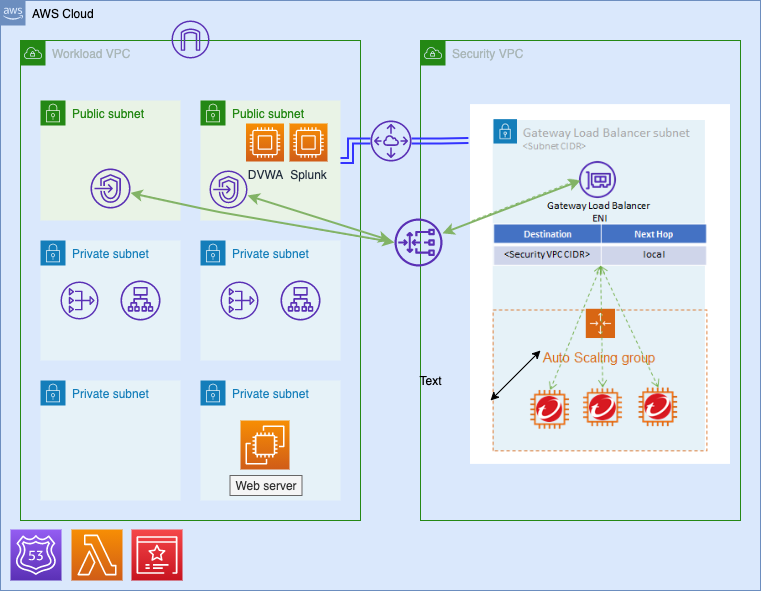 aws
AWS Cloud
Workload VPC
Security VPC
Public subnet
Public subnet
DVWA
Splunk
Gateway Load Balancer subnet
<Subnet CIDR>
Gateway Load Balancer
ENI
Destination
Next Hop
<Security VPC CIDR>
local
Private subnet
Private subnet
Auto Scaling group
Text
Private subnet
Private subnet
Web server
53